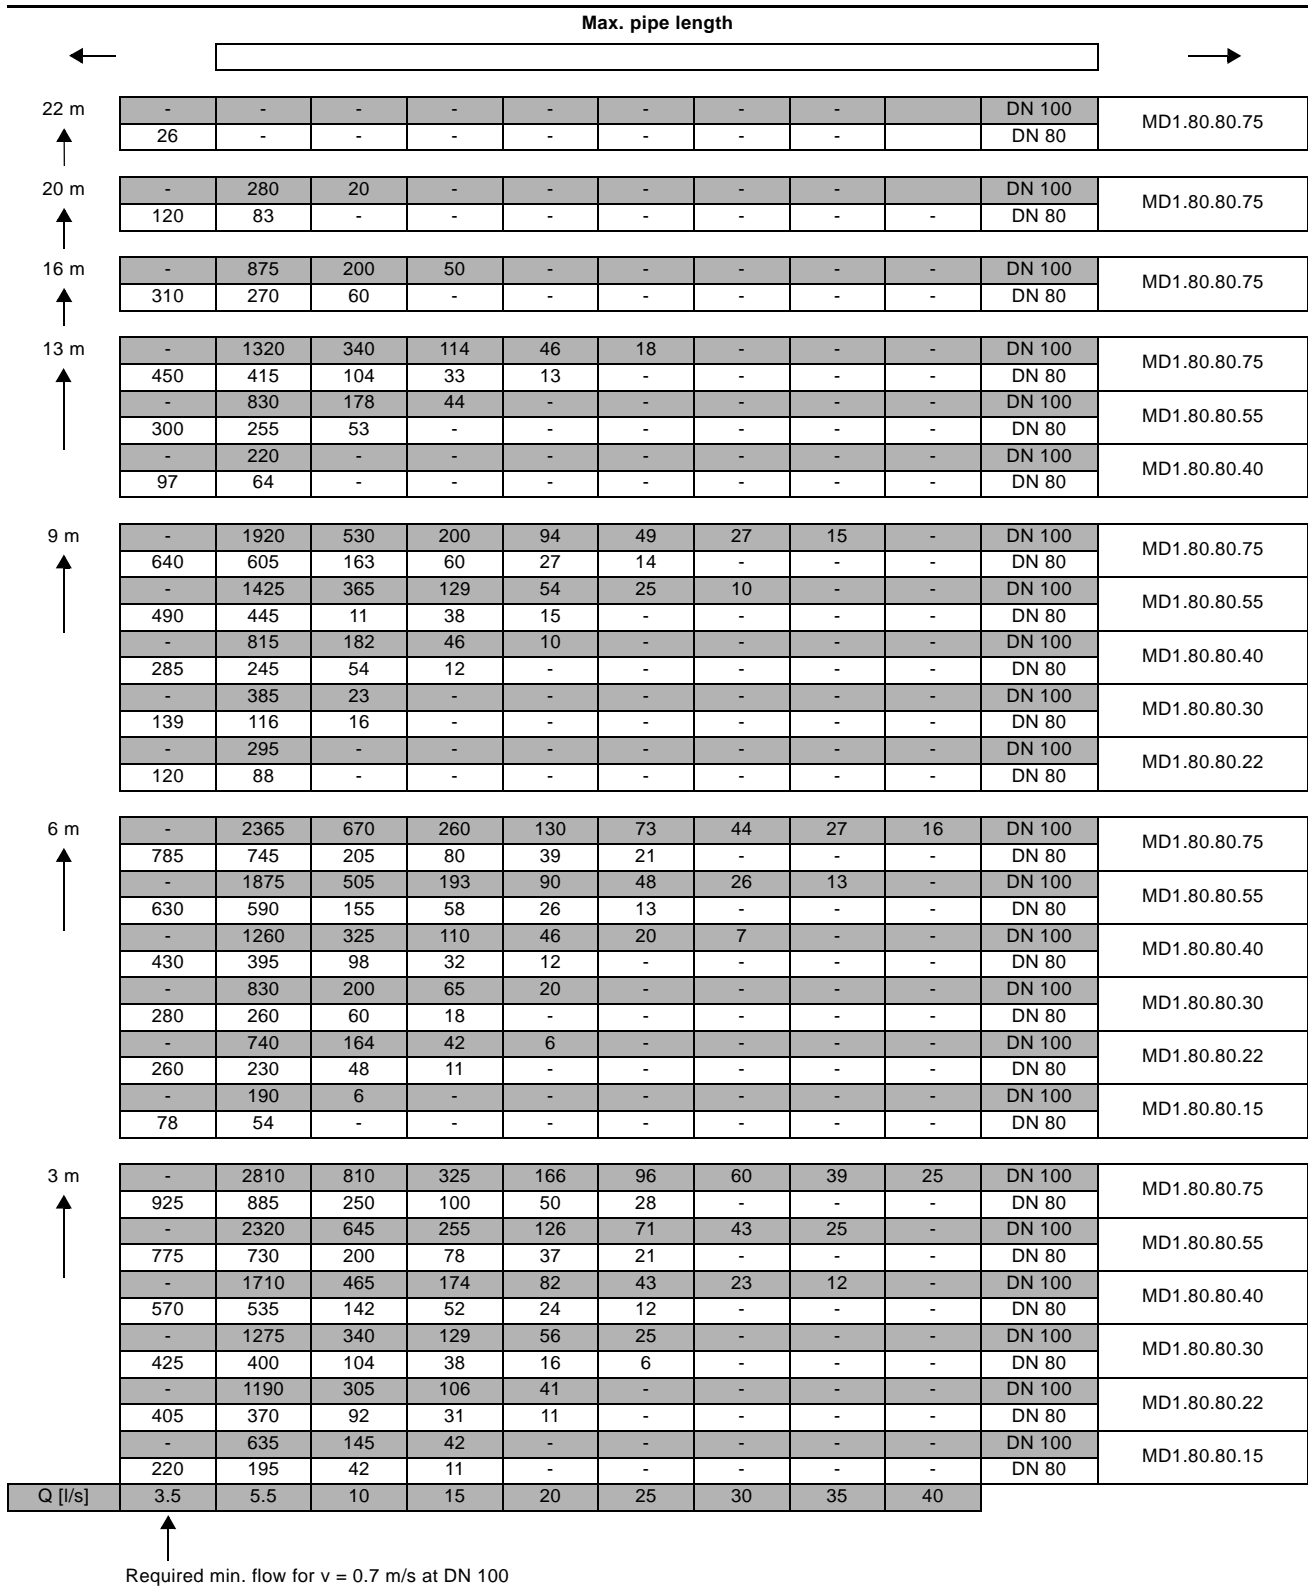 Max. pipe length
22 m - - - - - - - - DN 100 MD1.80.80.75
26 - - - - - - - DN 80
20 m - 280 20 - - - - - DN 100 MD1.80.80.75
120 83 - - - - - - - DN 80
16 m - 875 200 50 - - - - - DN 100 MD1.80.80.75
310 270 60 - - - - - - DN 80
13 m - 1320 340 114 46 18 - - - DN 100 MD1.80.80.75
450 415 104 33 13 - - - - DN 80
- 830 178 44 - - - - - DN 100 MD1.80.80.55
300 255 53 - - - - - - DN 80
- 220 - - - - - - - DN 100 MD1.80.80.40
97 64 - - - - - - - DN 80
9 m - 1920 530 200 94 49 27 15 - DN 100 MD1.80.80.75
640 605 163 60 27 14 - - - DN 80
- 1425 365 129 54 25 10 - - DN 100 MD1.80.80.55
490 445 11 38 15 - - - - DN 80
- 815 182 46 10 - - - - DN 100 MD1.80.80.40
285 245 54 12 - - - - - DN 80
- 385 23 - - - - - - DN 100 MD1.80.80.30
139 116 16 - - - - - - DN 80
- 295 - - - - - - - DN 100 MD1.80.80.22
120 88 - - - - - - - DN 80
6 m - 2365 670 260 130 73 44 27 16 DN 100 MD1.80.80.75
785 745 205 80 39 21 - - - DN 80
- 1875 505 193 90 48 26 13 - DN 100 MD1.80.80.55
630 590 155 58 26 13 - - - DN 80
- 1260 325 110 46 20 7 - - DN 100 MD1.80.80.40
430 395 98 32 12 - - - - DN 80
- 830 200 65 20 - - - - DN 100 MD1.80.80.30
280 260 60 18 - - - - - DN 80
- 740 164 42 6 - - - - DN 100 MD1.80.80.22
260 230 48 11 - - - - - DN 80
- 190 6 - - - - - - DN 100 MD1.80.80.15
78 54 - - - - - - - DN 80
3 m - 2810 810 325 166 96 60 39 25 DN 100 MD1.80.80.75
925 885 250 100 50 28 - - - DN 80
- 2320 645 255 126 71 43 25 - DN 100 MD1.80.80.55
775 730 200 78 37 21 - - - DN 80
- 1710 465 174 82 43 23 12 - DN 100 MD1.80.80.40
570 535 142 52 24 12 - - - DN 80
- 1275 340 129 56 25 - - - DN 100 MD1.80.80.30
425 400 104 38 16 6 - - - DN 80
- 1190 305 106 41 - - - - DN 100 MD1.80.80.22
405 370 92 31 11 - - - - DN 80
- 635 145 42 - - - - - DN 100 MD1.80.80.15
220 195 42 11 - - - - - DN 80
Q [l/s] 3.5 5.5 10 15 20 25 30 35 40
Required min. flow for v = 0.7 m/s at DN 100